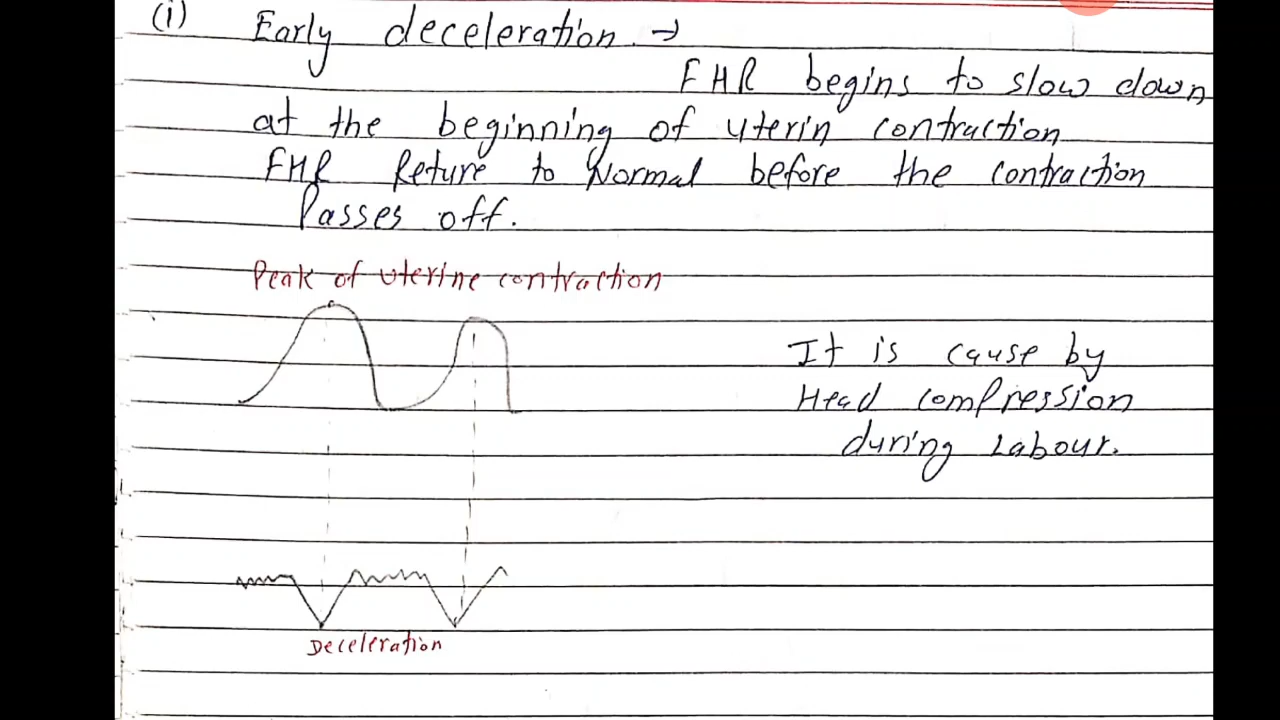 (i) Early deceleration →
FHR begins to slow down
at the beginning of uterin contraction
FHR Reture to Normal before the contraction
Passes off.
Peak of uterine contraction
It is cause by
Head compression
during Labour.
Deceleration